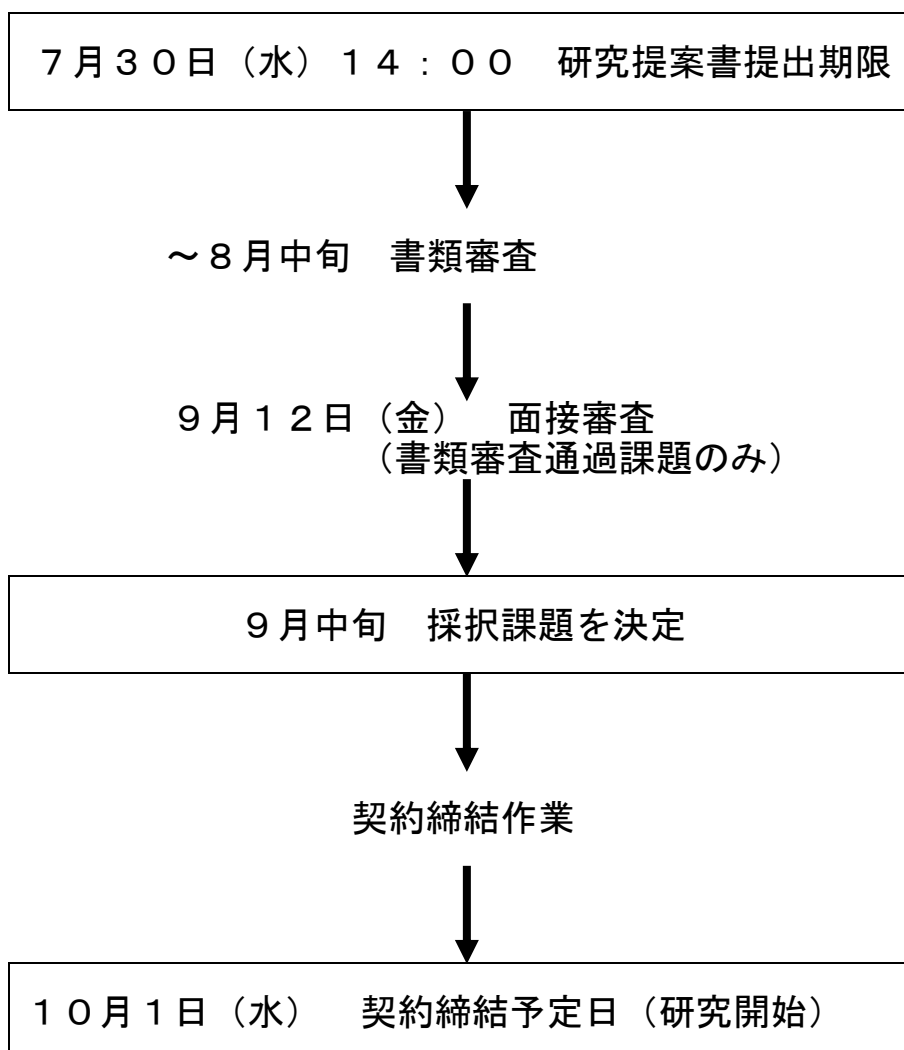 ７月３０日（水）１４：００　研究提案書提出期限
～８月中旬　書類審査
９月１２日（金）　面接審査
（書類審査通過課題のみ）
９月中旬　採択課題を決定
契約締結作業
１０月１日（水）　契約締結予定日（研究開始）